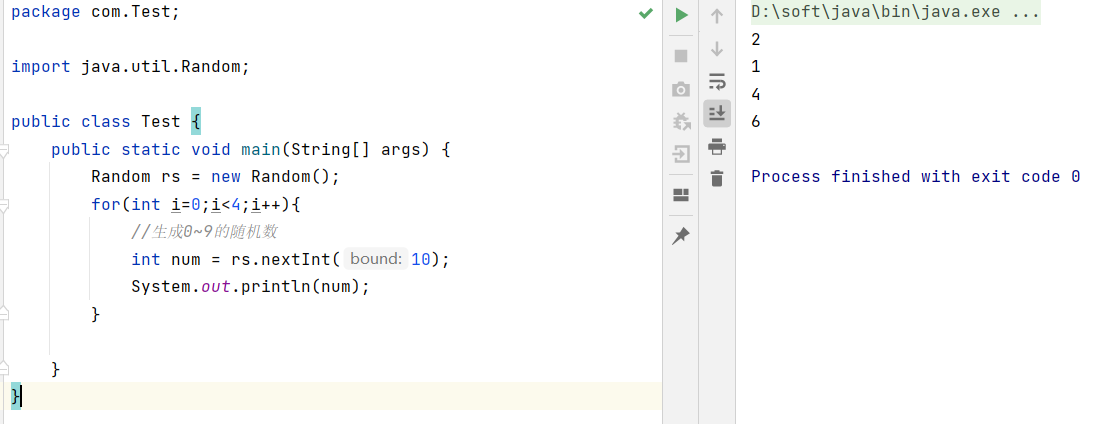 package com.Test;
import java.util.Random;
public class Test {
public static void main(String[] args) {
Random rs = new Random();
for(int i=0;i<4;i++){
//生成0~9的随机数
int num = rs.nextInt( bound: 10);
System.out.println(num);
}
}
}
D:\soft\java\bin\java.exe ...
2
1
4
6
Process finished with exit code 0